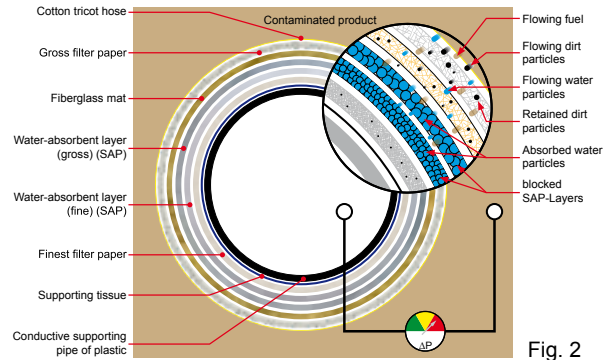 Cotton tricot hose
Contaminated product
Gross filter paper
Fiberglass mat
Water-absorbent layer
(gross) (SAP)
Water-absorbent layer
(fine) (SAP)
Finest filter paper
Supporting tissue
Conductive supporting
pipe of plastic
Flowing fuel
Flowing dirt
particles
Flowing water
particles
Retained dirt
particles
Absorbed water
particles
blocked
SAP-Layers
ΔP
Fig. 2